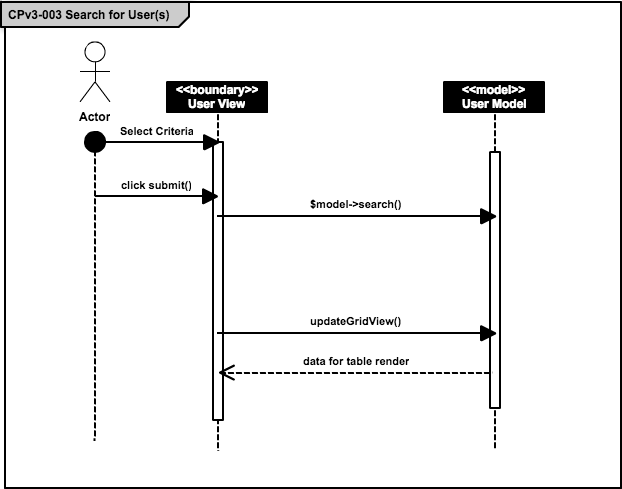 CPv3-003 Search for User(s)
Actor
<<boundary>>
User View
<<model>>
User Model
Select Criteria
click submit()
$model->search()
updateGridView()
data for table render